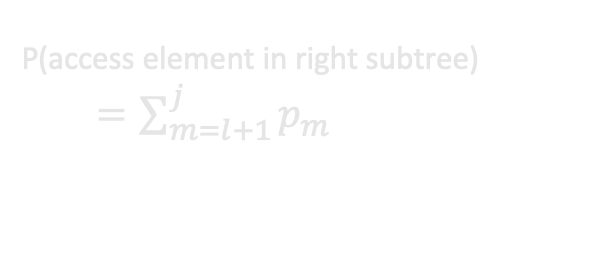 P(access element in right subtree)
= ∑_{m=l+1}^{j} p_m